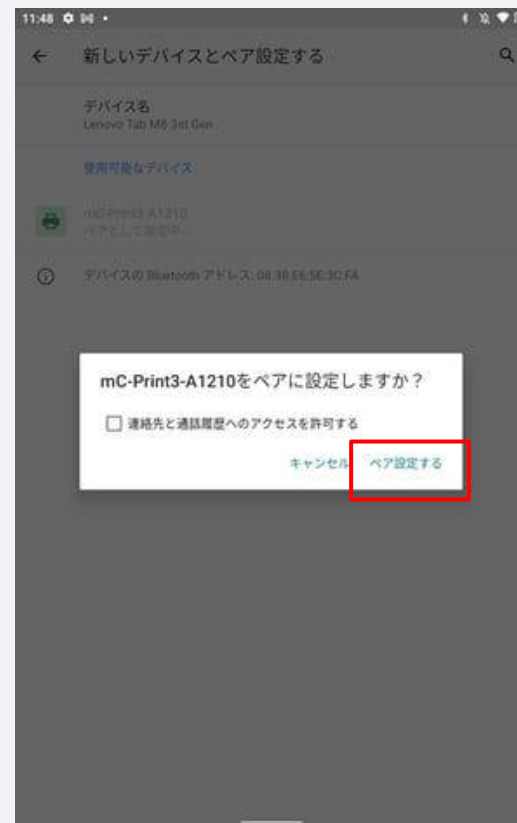 11:48
新しいデバイスとペア設定する
デバイス名
Lenovo Tab M8 3rd Gen
使用可能なデバイス
mC-Print3-A1210
ペアとして設定中...
デバイスの Bluetooth アドレス: 08:38:E6:5E:3C:FA
mC-Print3-A1210をペアに設定しますか？
連絡先と通話履歴へのアクセスを許可する
キャンセル ペア設定する